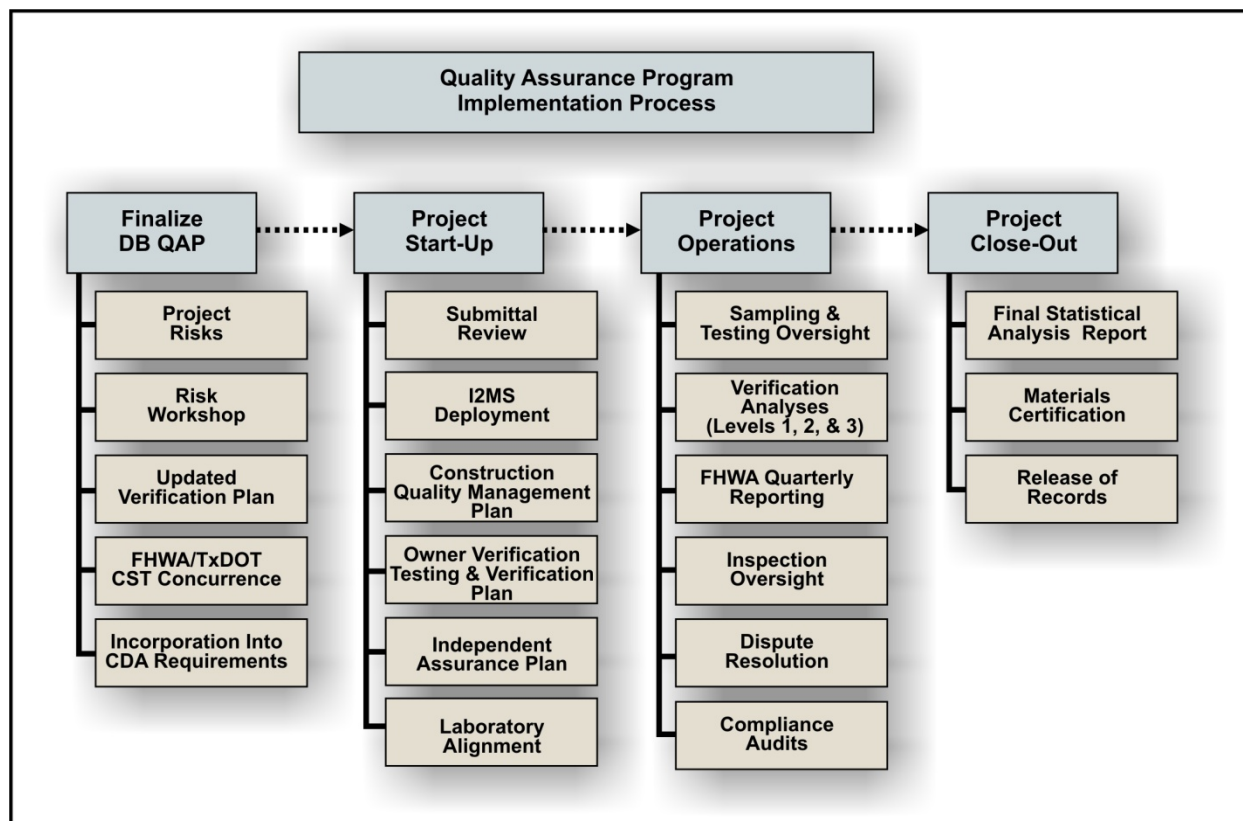 Quality Assurance Program
Implementation Process
Finalize
DB QAP
Project
Risks
Risk
Workshop
Updated
Verification Plan
FHWA/TxDOT
CST Concurrence
Incorporation Into
CDA Requirements
Project
Start-Up
Submittal
Review
I2MS
Deployment
Construction
Quality Management
Plan
Owner Verification
Testing & Verification
Plan
Independent
Assurance Plan
Laboratory
Alignment
Project
Operations
Sampling &
Testing Oversight
Verification
Analyses
(Levels 1, 2, & 3)
FHWA Quarterly
Reporting
Inspection
Oversight
Dispute
Resolution
Compliance
Audits
Project
Close-Out
Final Statistical
Analysis Report
Materials
Certification
Release of
Records